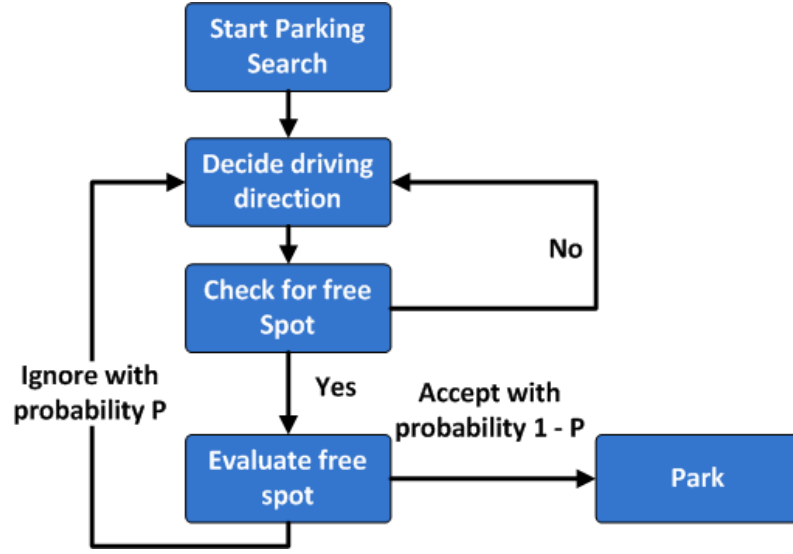 Start Parking
Search
Decide driving
direction
No
Check for free
Spot
Ignore with
probability P
Yes
Accept with
probability 1 - P
Evaluate free
spot
Park